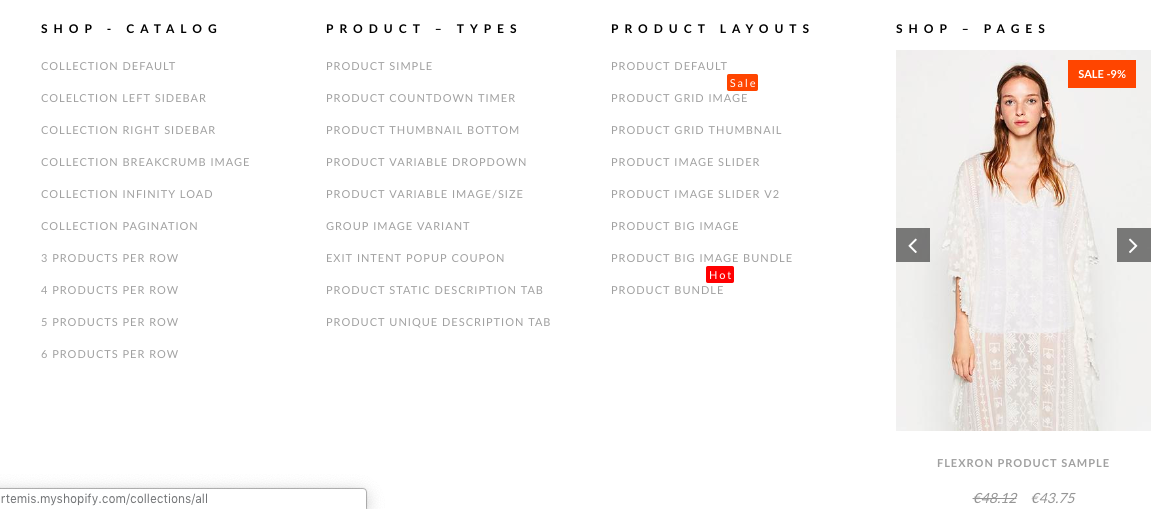 SHOP - CATALOG
COLLECTION DEFAULT
COLELCTION LEFT SIDEBAR
COLLECTION RIGHT SIDEBAR
COLLECTION BREAKCRUMB IMAGE
COLLECTION INFINITY LOAD
COLLECTION PAGINATION
3 PRODUCTS PER ROW
4 PRODUCTS PER ROW
5 PRODUCTS PER ROW
6 PRODUCTS PER ROW
PRODUCT – TYPES
PRODUCT SIMPLE
PRODUCT COUNTDOWN TIMER
PRODUCT THUMBNAIL BOTTOM
PRODUCT VARIABLE DROPDOWN
PRODUCT VARIABLE IMAGE/SIZE
GROUP IMAGE VARIANT
EXIT INTENT POPUP COUPON
PRODUCT STATIC DESCRIPTION TAB
PRODUCT UNIQUE DESCRIPTION TAB
PRODUCT LAYOUTS
PRODUCT DEFAULT
Sale
PRODUCT GRID IMAGE
PRODUCT GRID THUMBNAIL
PRODUCT IMAGE SLIDER
PRODUCT IMAGE SLIDER V2
PRODUCT BIG IMAGE
PRODUCT BIG IMAGE BUNDLE
Hot
PRODUCT BUNDLE
SHOP – PAGES
SALE -9%
FLEXRON PRODUCT SAMPLE
€48.12 €43.75
rtemis.myshopify.com/collections/all